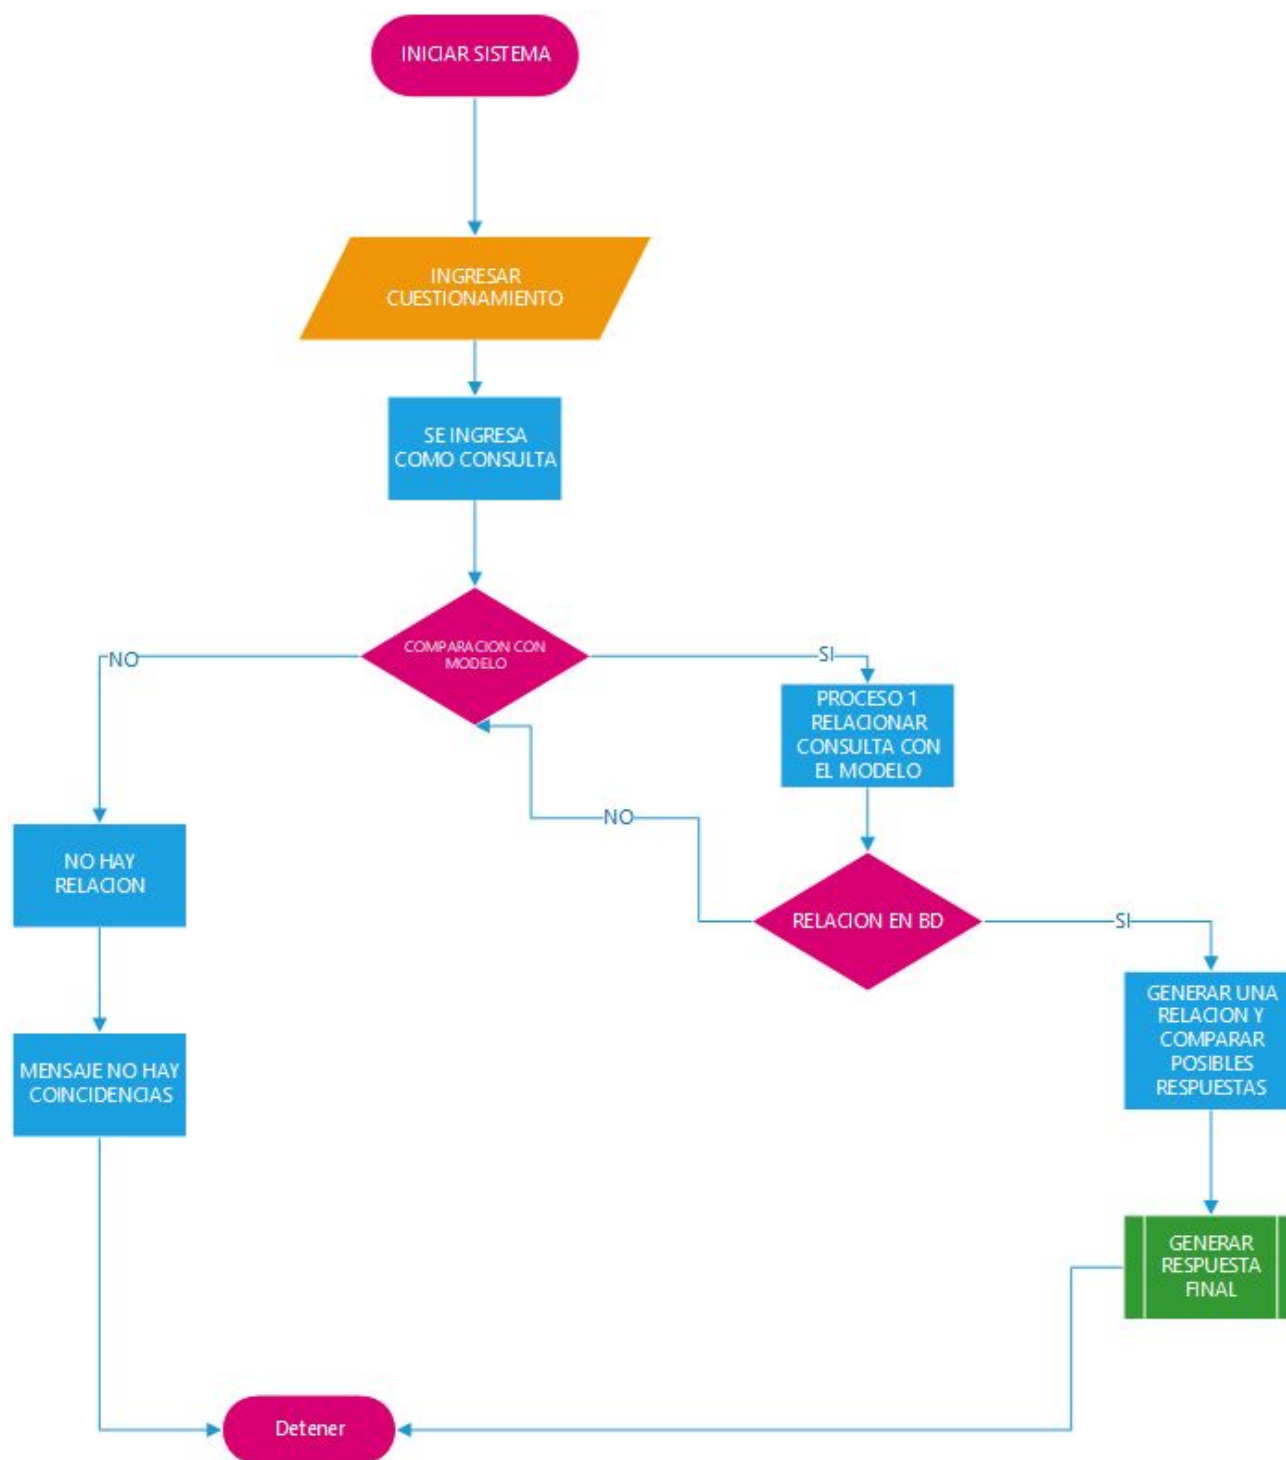 INICIAR SISTEMA
INGRESAR
CUESTIONAMIENTO
SE INGRESA
COMO CONSULTA
COMPARACION CON
MODELO
NO
SI
PROCESO 1
RELACIONAR
CONSULTA CON
EL MODELO
NO
NO HAY
RELACION
RELACION EN BD
SI
GENERAR UNA
RELACION Y
COMPARAR
POSIBLES
RESPUESTAS
MENSAJE NO HAY
COINCIDENCIAS
GENERAR
RESPUESTA
FINAL
Detener